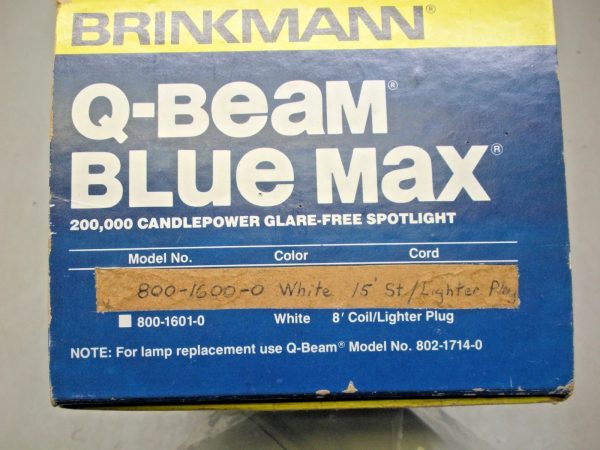 BRINKMANN®
Q-BEAM®
BLUE MAX®
200,000 CANDLEPOWER GLARE-FREE SPOTLIGHT
Model No. Color Cord
800-1600-0 White 15' St./Lighter Plug
800-1601-0 White 8' Coil/Lighter Plug
NOTE: For lamp replacement use Q-Beam® Model No. 802-1714-0